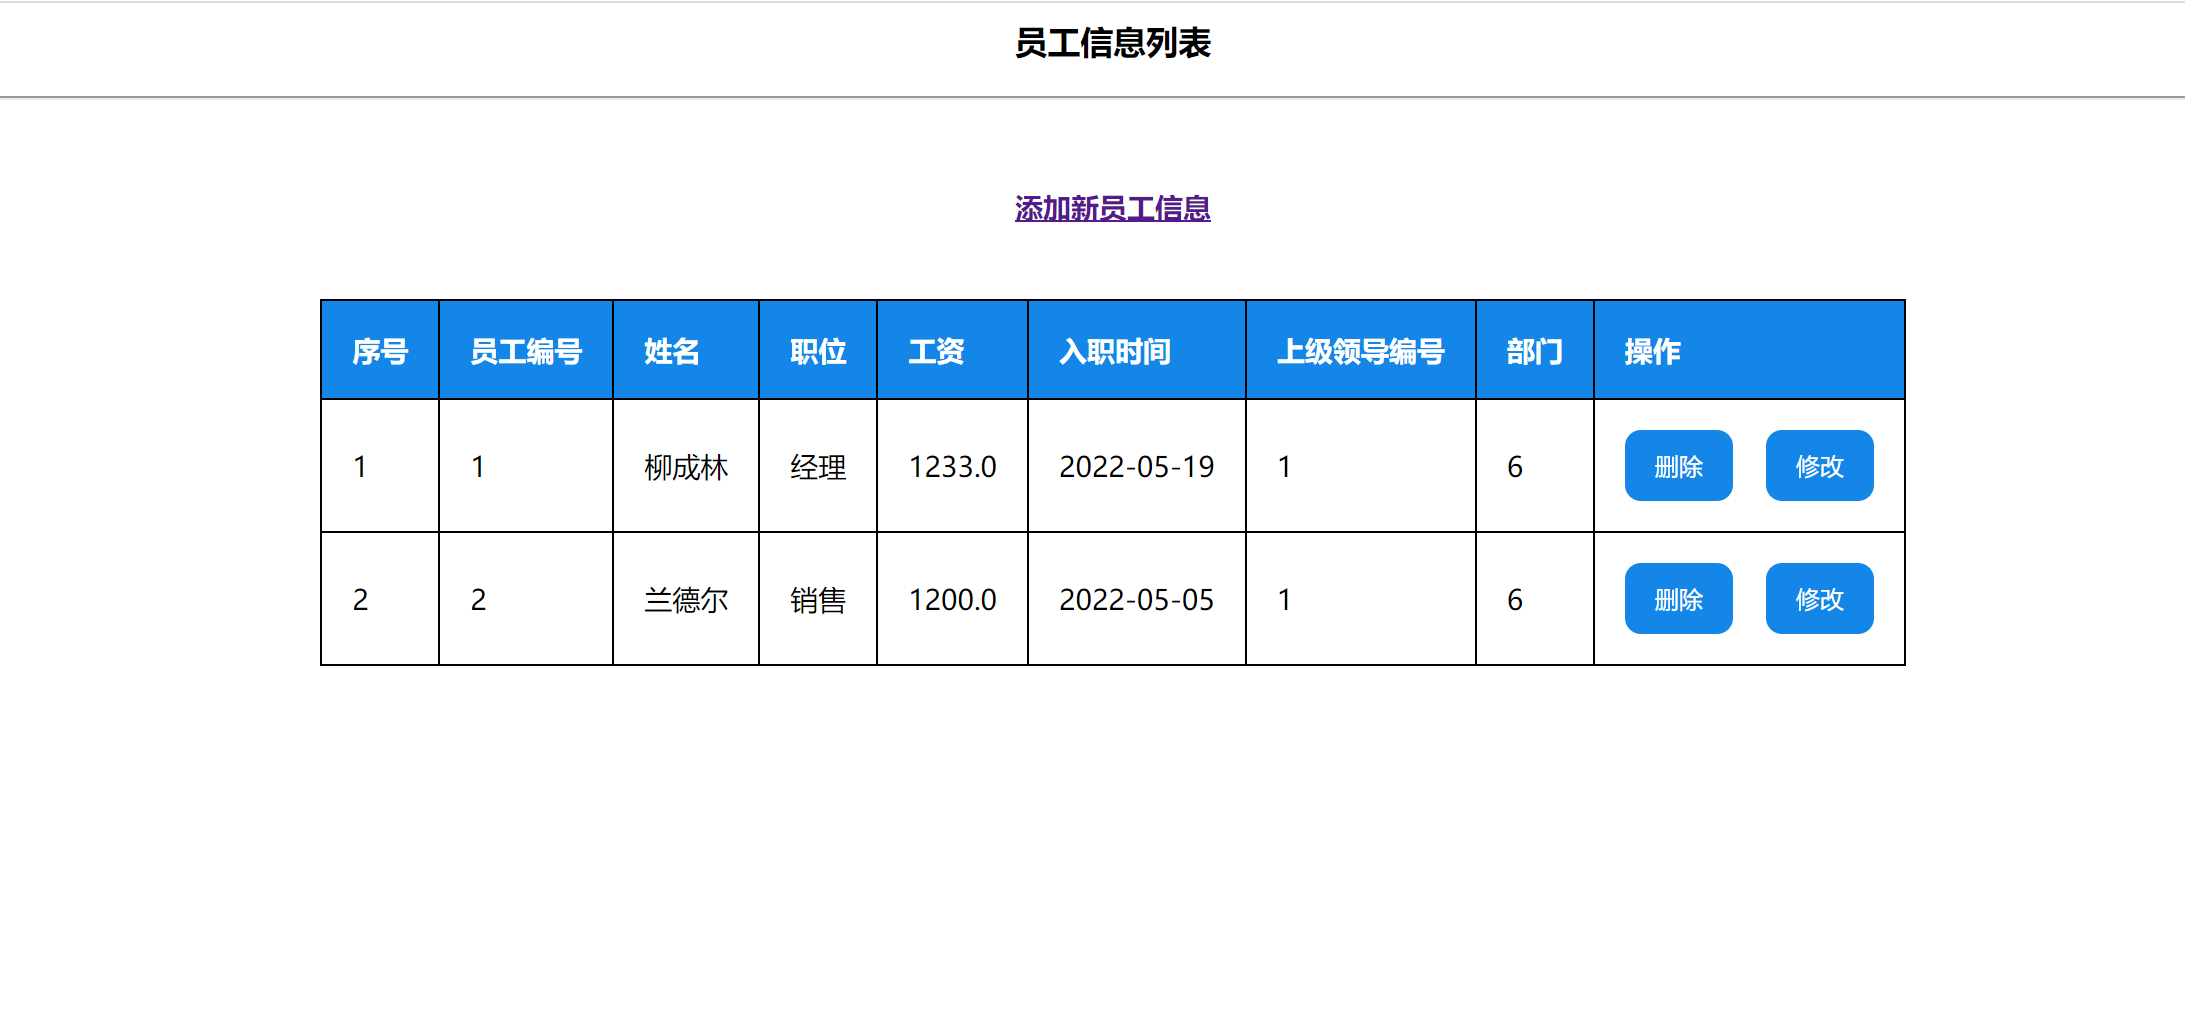 员工信息列表
添加新员工信息
序号 员工编号 姓名 职位 工资 入职时间 上级领导编号 部门 操作
1 1 柳成林 经理 1233.0 2022-05-19 1 6 删除 修改
2 2 兰德尔 销售 1200.0 2022-05-05 1 6 删除 修改